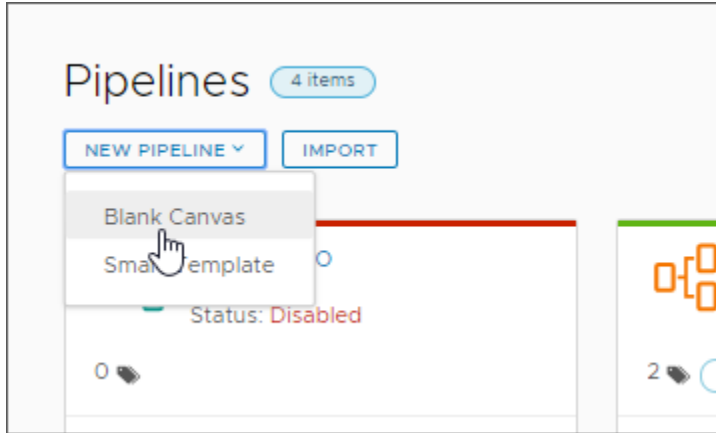 Pipelines 4 items
NEW PIPELINE IMPORT
Blank Canvas
O
Status: Disabled
0
2